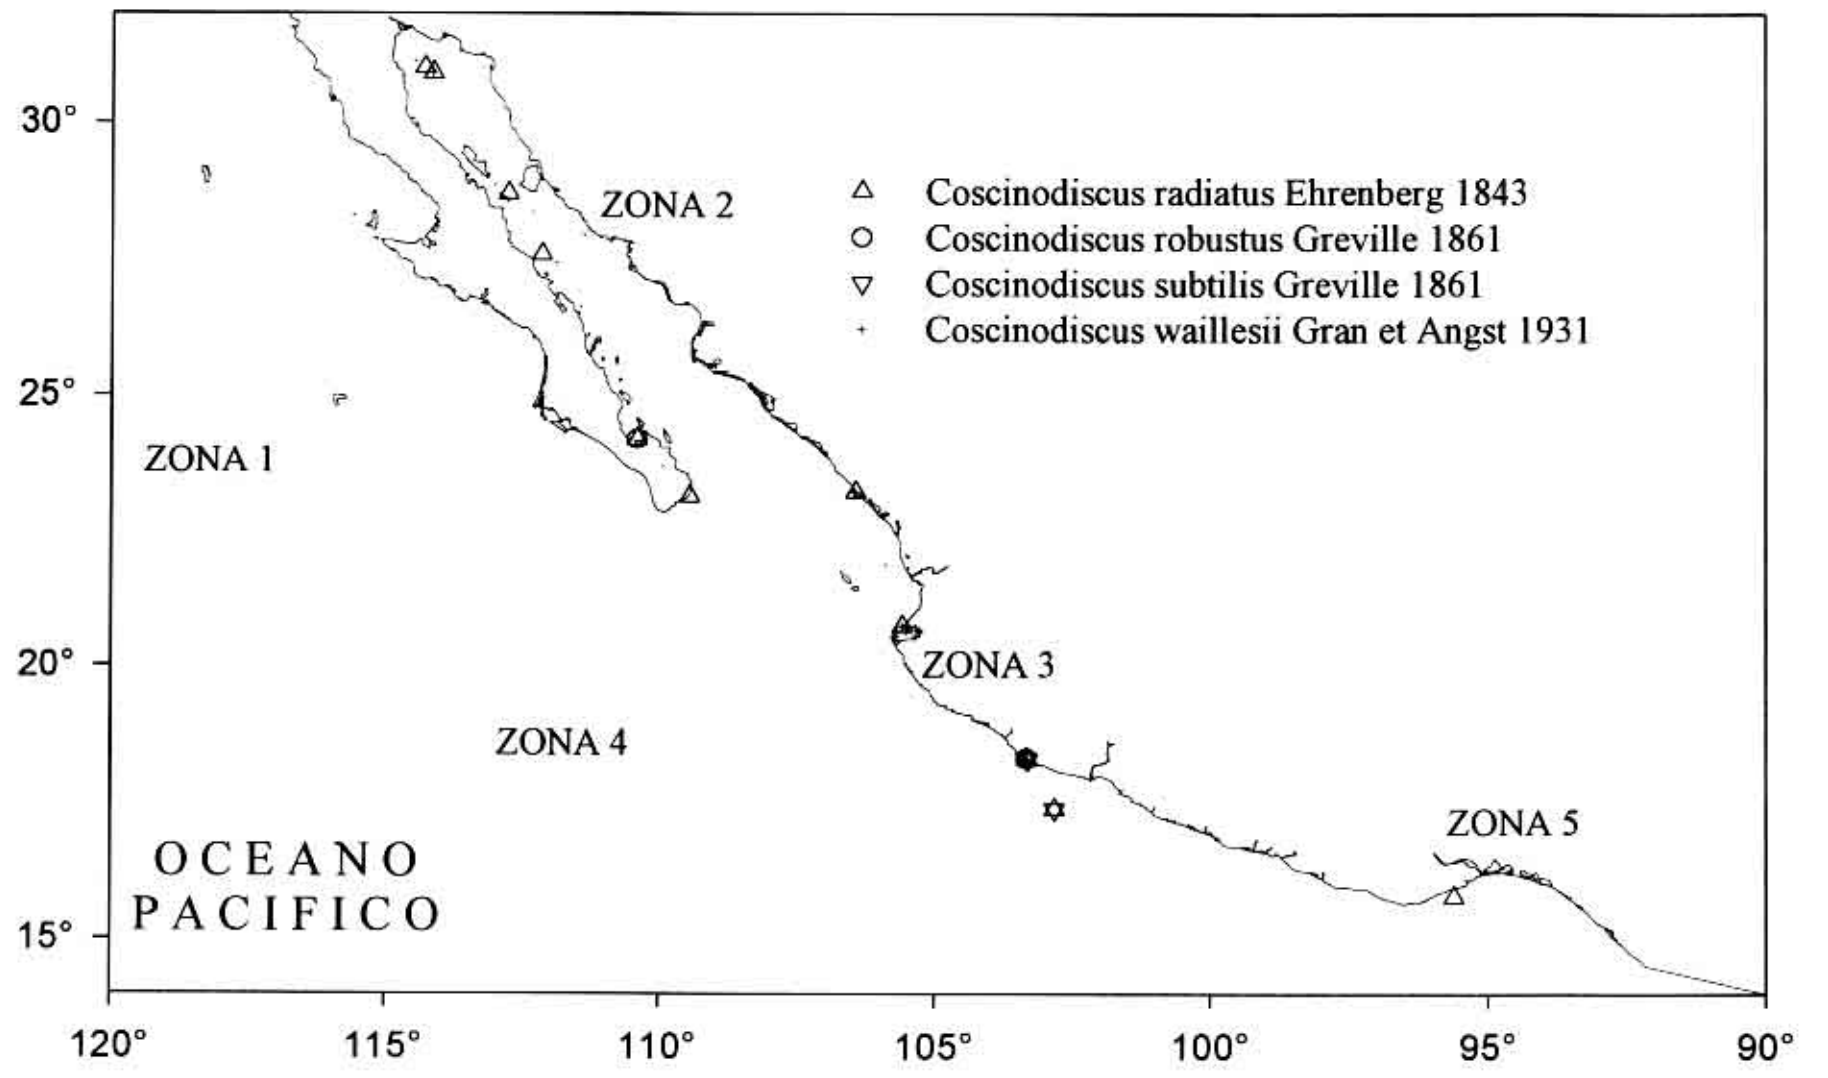 30°
ZONA 2
Coscinodiscus radiatus Ehrenberg 1843
Coscinodiscus robustus Greville 1861
Coscinodiscus subtilis Greville 1861
Coscinodiscus waillesii Gran et Angst 1931
25°
ZONA 1
20°
ZONA 3
ZONA 4
ZONA 5
OCEANO
PACIFICO
15°
120° 115° 110° 105° 100° 95° 90°